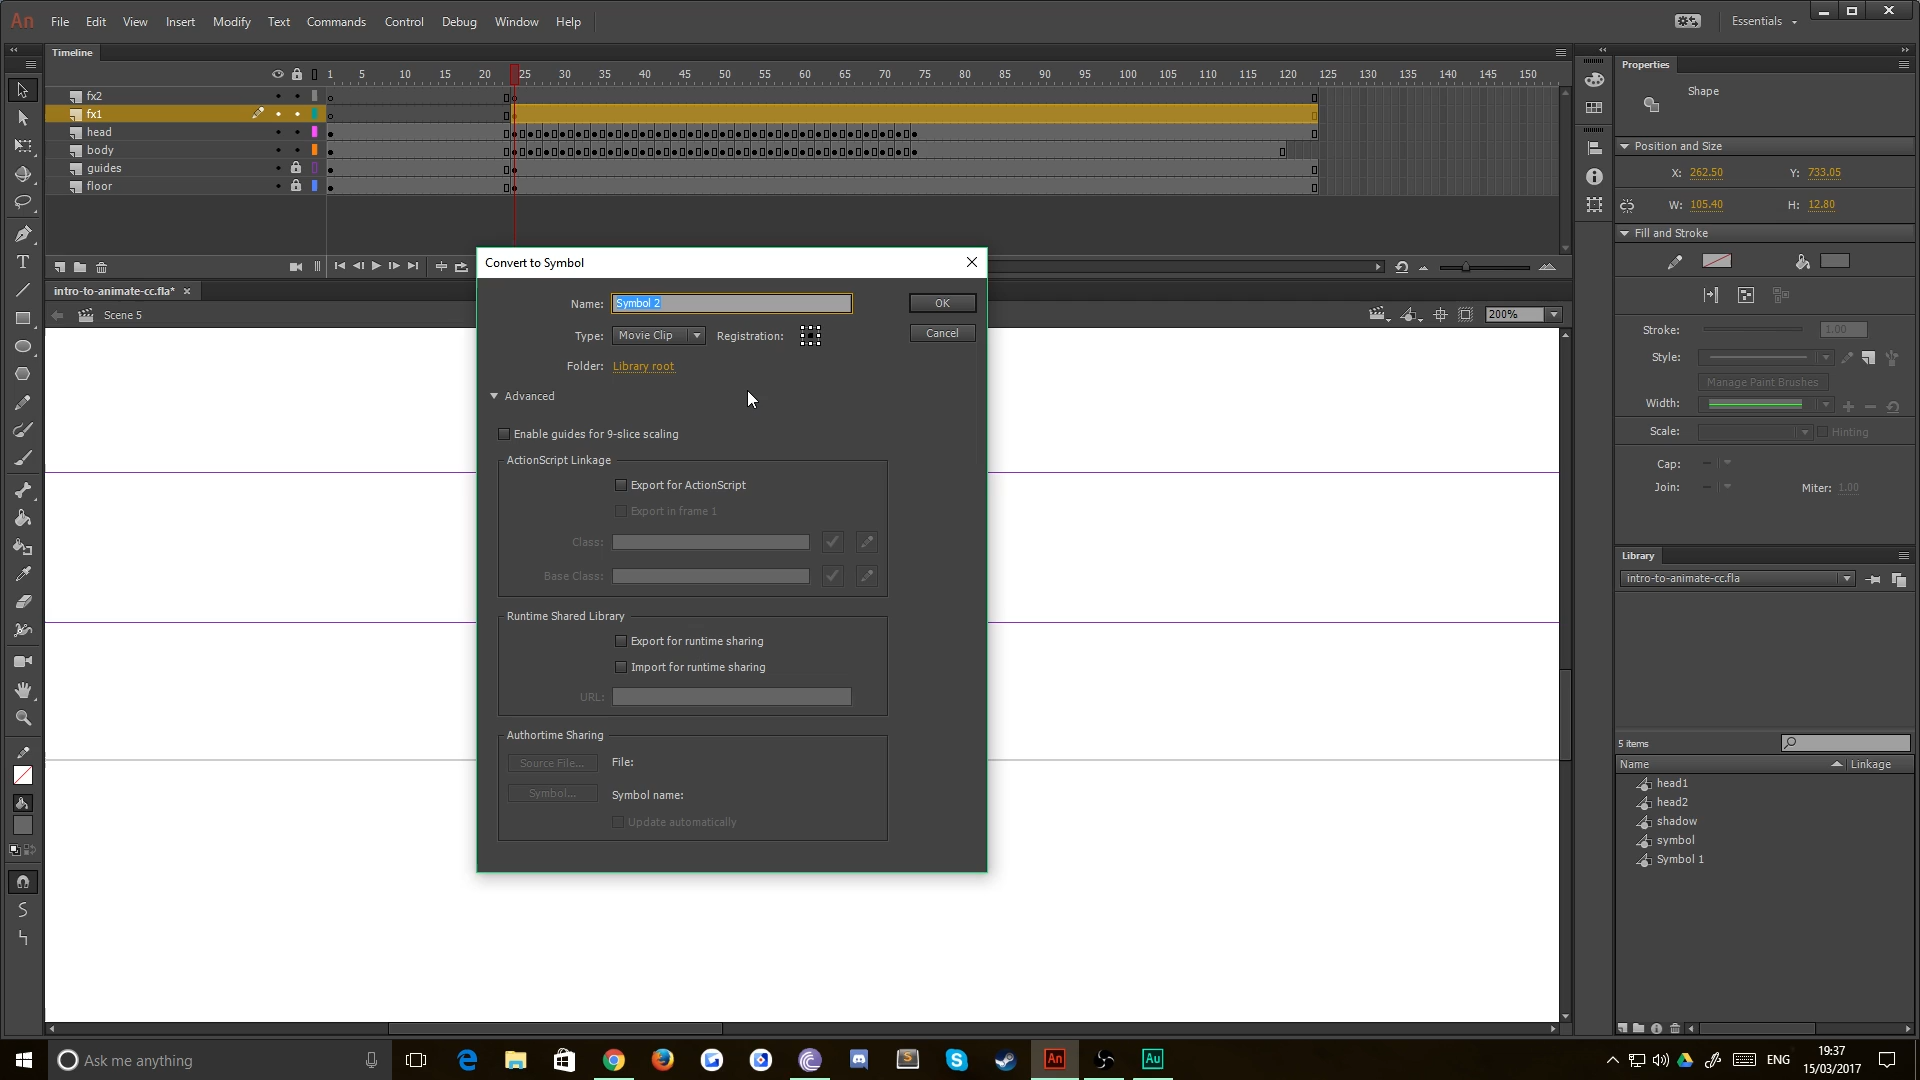 An File Edit View Insert Modify Text Commands Control Debug Window Help Essentials
Timeline
1 5 10 15 20 25 30 35 40 45 50 55 60 65 70 75 80 85 90 95 100 105 110 115 120 125 130 135 140 145 150
fx2
fx1
head
body
guides
floor
intro-to-animate-cc.fla*
Scene 5
200%
Convert to Symbol
Name: Symbol 2
OK
Type: Movie Clip Registration:
Cancel
Folder: Library root
Advanced
Enable guides for 9-slice scaling
ActionScript Linkage
Export for ActionScript
Export in frame 1
Class:
Base Class:
Runtime Shared Library
Export for runtime sharing
Import for runtime sharing
URL:
Authortime Sharing
Source File... File:
Symbol... Symbol name:
Update automatically
Properties
Shape
Position and Size
X: 262.50 Y: 733.05
W: 105.40 H: 12.80
Fill and Stroke
Stroke: 1.00
Style:
Manage Paint Brushes
Width:
Scale: Hinting
Cap:
Join: Miter: 1.00
Library
intro-to-animate-cc.fla
5 items
Name Linkage
head1
head2
shadow
symbol
Symbol 1
Ask me anything
An
Au
ENG
19:37
15/03/2017